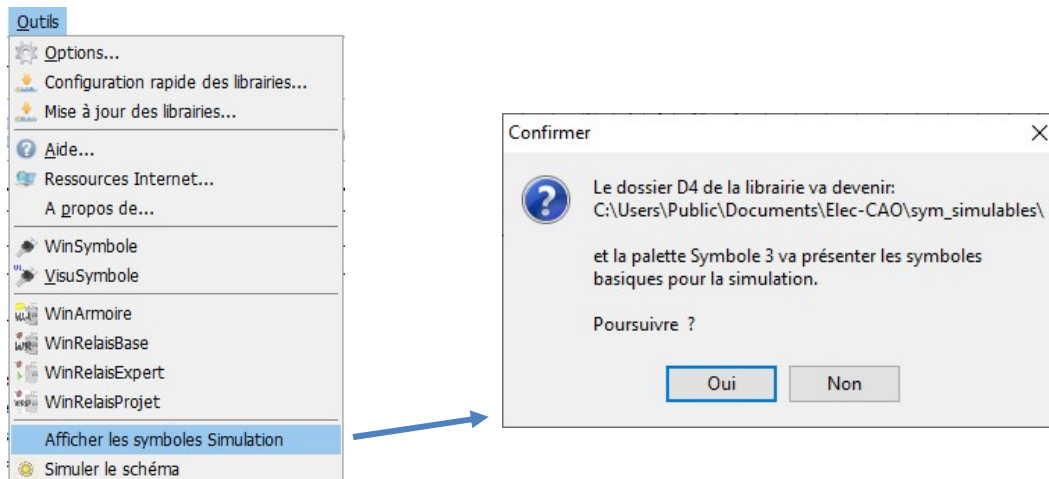 Outils
Options...
Configuration rapide des librairies...
Mise à jour des librairies...
Aide...
Ressources Internet...
A propos de...
WinSymbole
VisuSymbole
WinArmoire
WinRelaisBase
WinRelaisExpert
WinRelaisProjet
Afficher les symboles Simulation
Simuler le schéma
Confirmer
Le dossier D4 de la librairie va devenir:
C:\Users\Public\Documents\Elec-CAO\sym_simulables\
et la palette Symbole 3 va présenter les symboles
basiques pour la simulation.
Poursuivre ?
Oui
Non